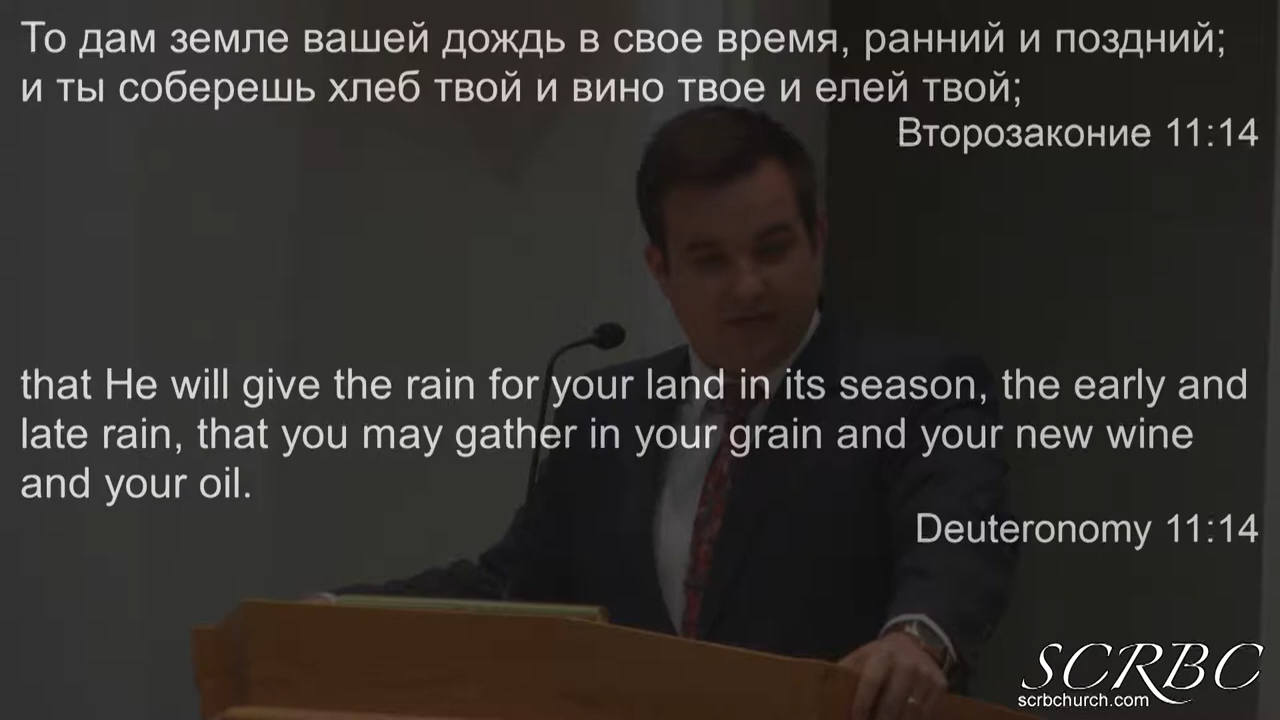 То дам земле вашей дождь в свое время, ранний и поздний;
и ты соберешь хлеб твой и вино твое и елей твой;
Второзаконие 11:14
that He will give the rain for your land in its season, the early and
late rain, that you may gather in your grain and your new wine
and your oil.
Deuteronomy 11:14
SCRBC
scrbchurch.com